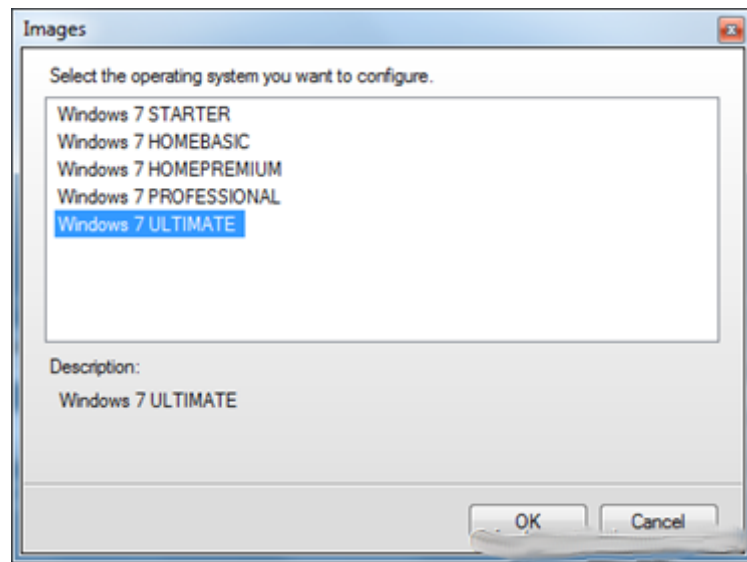 Images
Select the operating system you want to configure.
Windows 7 STARTER
Windows 7 HOMEBASIC
Windows 7 HOMEPREMIUM
Windows 7 PROFESSIONAL
Windows 7 ULTIMATE
Description:
Windows 7 ULTIMATE
OK Cancel